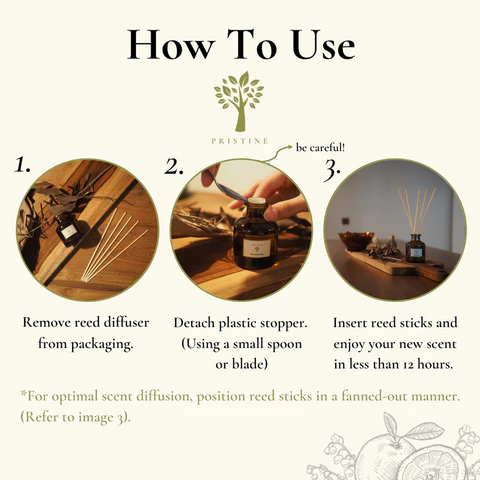 How To Use
PRISTINE
be careful!
1.
2.
3.
Remove reed diffuser
from packaging.
Detach plastic stopper.
(Using a small spoon
or blade)
Insert reed sticks and
enjoy your new scent
in less than 12 hours.
*For optimal scent diffusion, position reed sticks in a fanned-out manner.
(Refer to image 3).